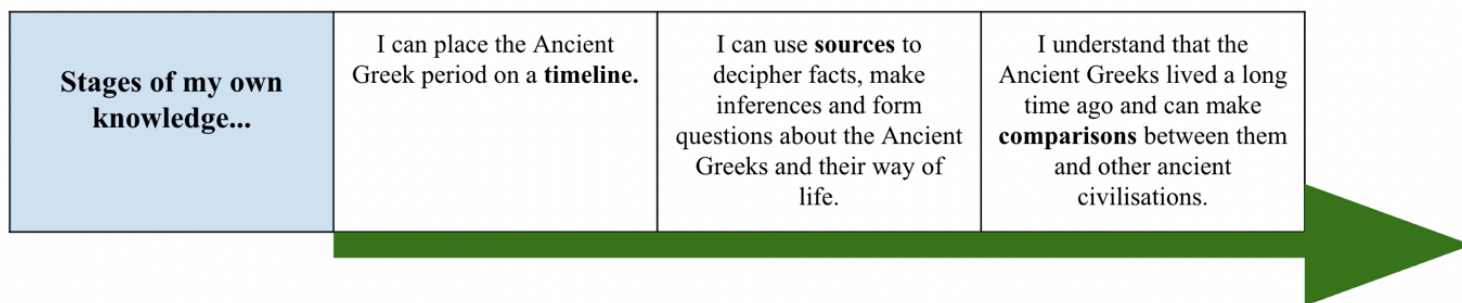 Stages of my own
knowledge...
I can place the Ancient
Greek period on a timeline.
I can use sources to
decipher facts, make
inferences and form
questions about the Ancient
Greeks and their way of
life.
I understand that the
Ancient Greeks lived a long
time ago and can make
comparisons between them
and other ancient
civilisations.